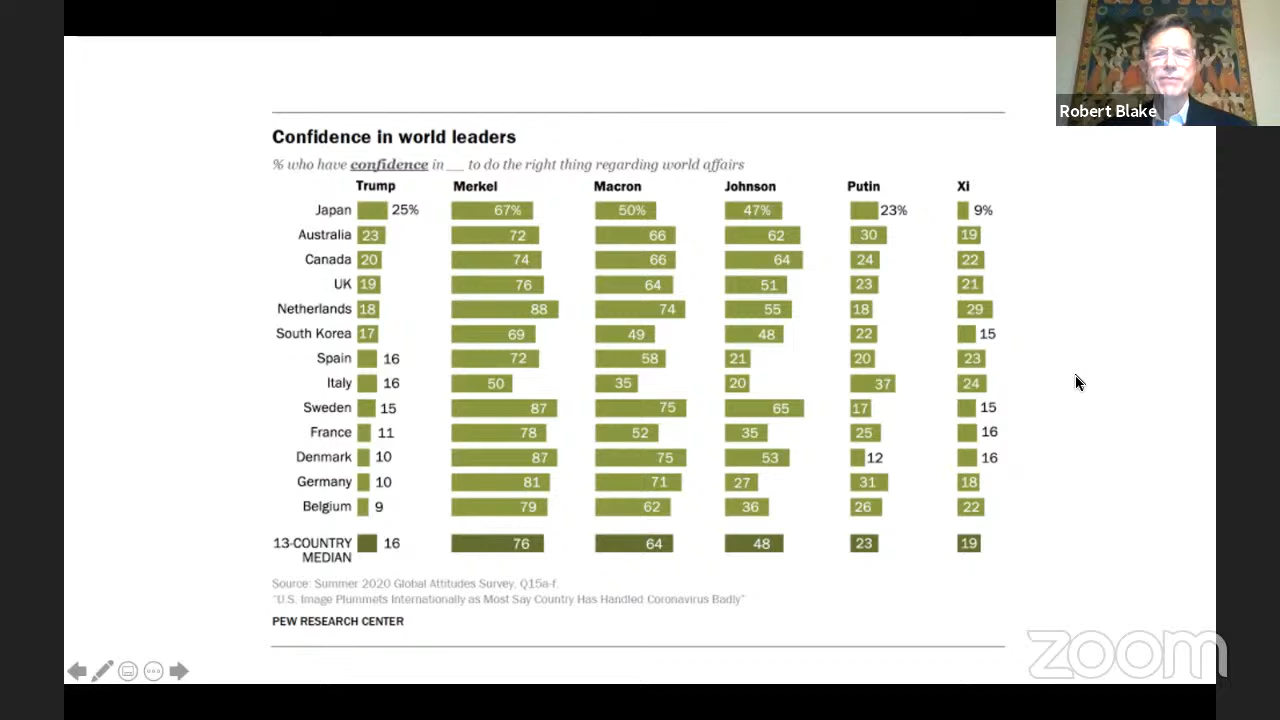 Robert Blake
Confidence in world leaders
% who have confidence in __ to do the right thing regarding world affairs
Trump Merkel Macron Johnson Putin Xi
Japan 25% 67% 50% 47% 23% 9%
Australia 23 72 66 62 30 19
Canada 20 74 66 64 24 22
UK 19 76 64 51 23 21
Netherlands 18 88 74 55 18 29
South Korea 17 69 49 48 22 15
Spain 16 72 58 21 20 23
Italy 16 50 35 20 37 24
Sweden 15 87 75 65 17 15
France 11 78 52 35 25 16
Denmark 10 87 75 53 12 16
Germany 10 81 71 27 31 18
Belgium 9 79 62 36 26 22
13-COUNTRY 16 76 64 48 23 19
MEDIAN
Source: Summer 2020 Global Attitudes Survey, Q15a-f.
"U.S. Image Plummets Internationally as Most Say Country Has Handled Coronavirus Badly"
PEW RESEARCH CENTER
zoom